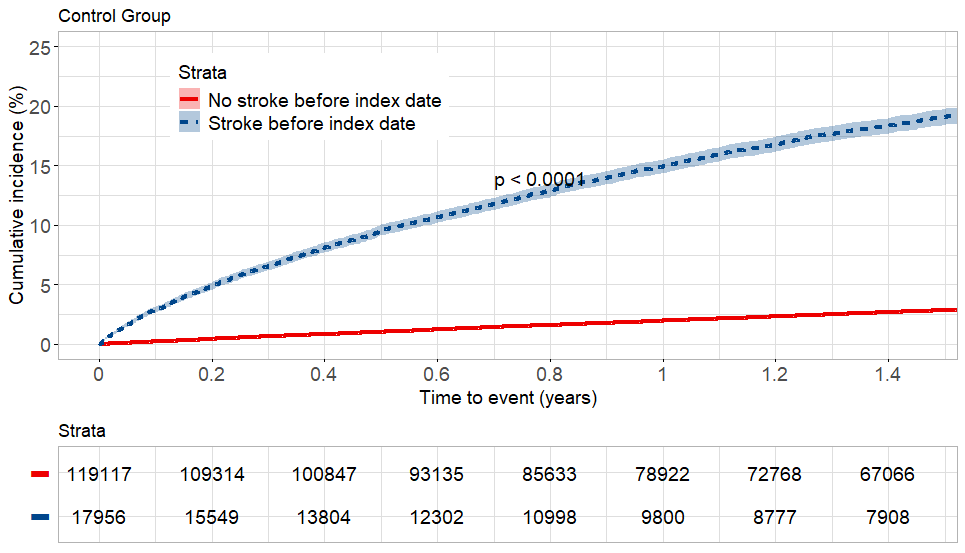 Control Group
Cumulative incidence (%)
25
20
15
10
5
0
Strata
No stroke before index date
Stroke before index date
p < 0.0001
0 0.2 0.4 0.6 0.8 1 1.2 1.4
Time to event (years)
Strata
119117 109314 100847 93135 85633 78922 72768 67066
17956 15549 13804 12302 10998 9800 8777 7908